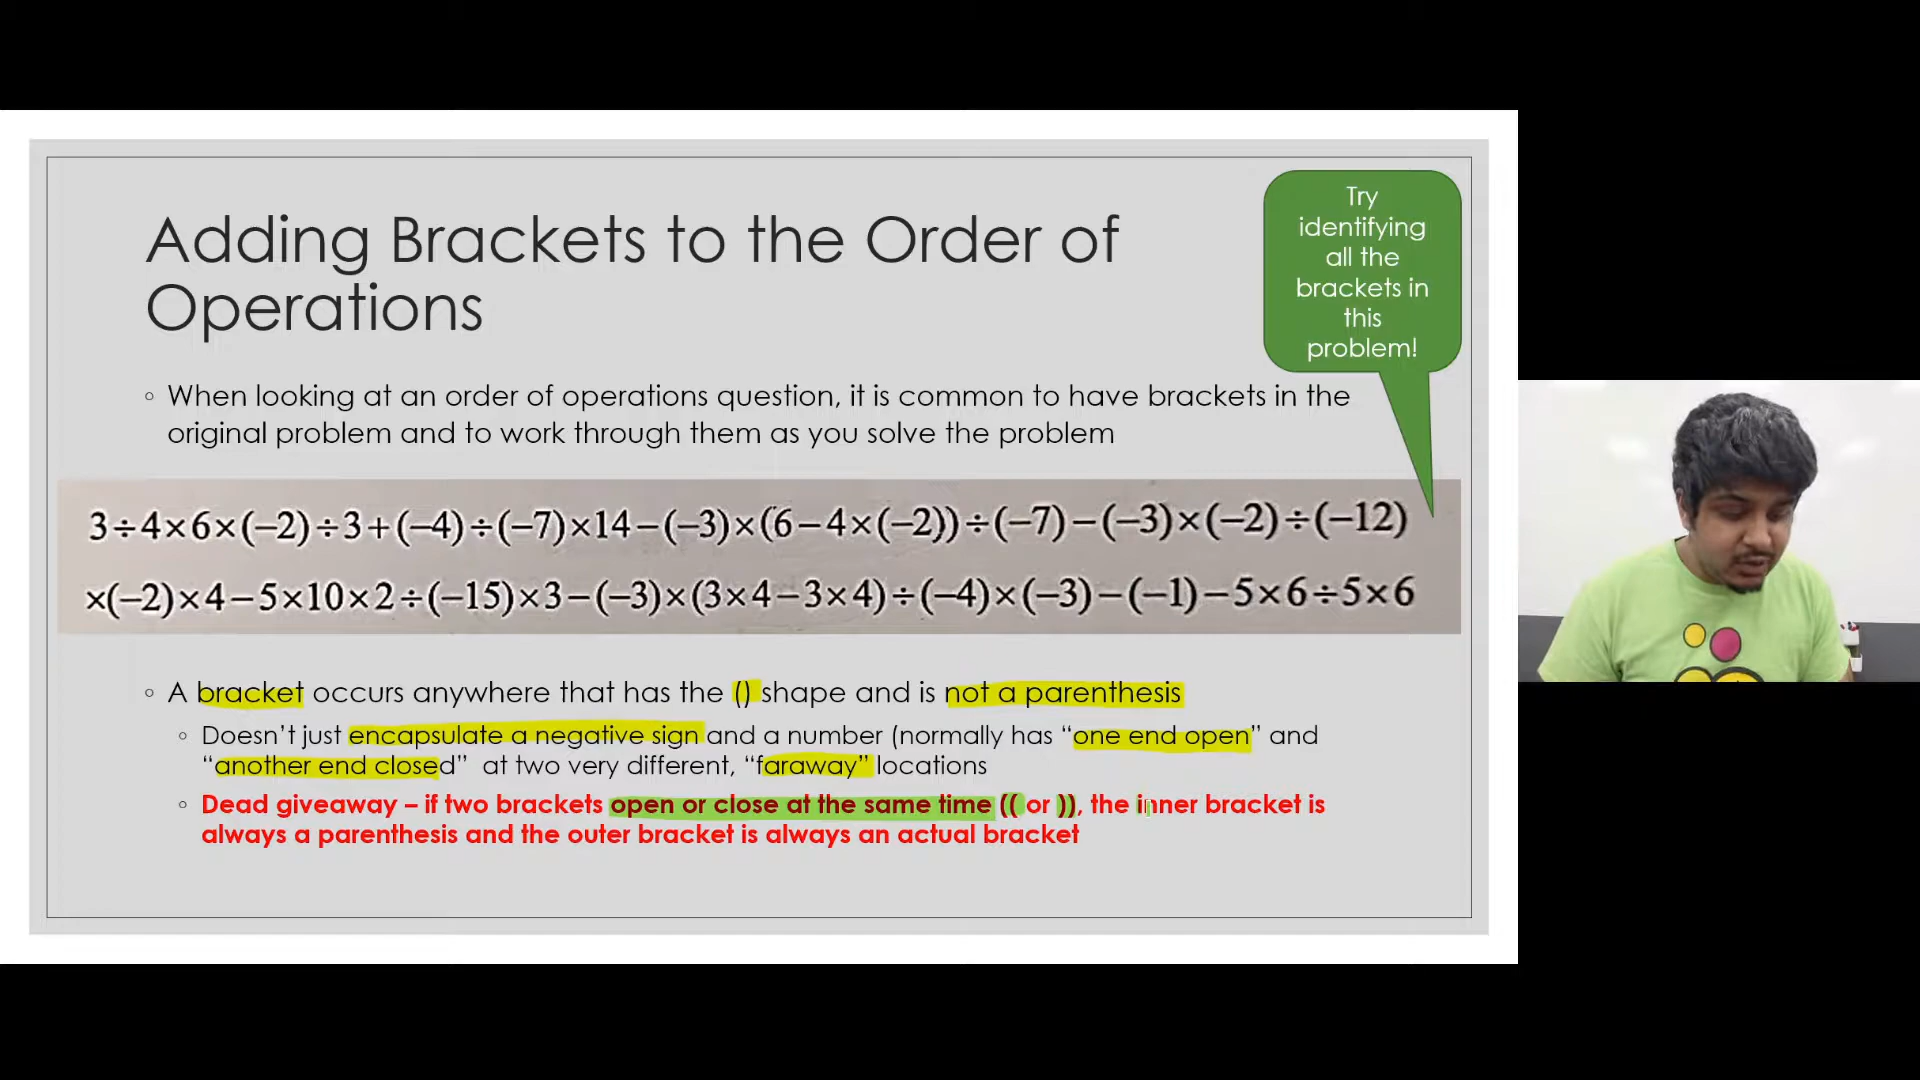 Adding Brackets to the Order of
Operations
Try
identifying
all the
brackets in
this
problem!
◦ When looking at an order of operations question, it is common to have brackets in the
original problem and to work through them as you solve the problem
3÷4×6×(−2)÷3+(−4)÷(−7)×14−(−3)×(6−4×(−2))÷(−7)−(−3)×(−2)÷(−12)
×(−2)×4−5×10×2÷(−15)×3−(−3)×(3×4−3×4)÷(−4)×(−3)−(−1)−5×6÷5×6
◦ A bracket occurs anywhere that has the () shape and is not a parenthesis
◦ Doesn't just encapsulate a negative sign and a number (normally has “one end open” and
“another end closed” at two very different, “faraway” locations
◦ Dead giveaway – if two brackets open or close at the same time (( or )), the inner bracket is
always a parenthesis and the outer bracket is always an actual bracket